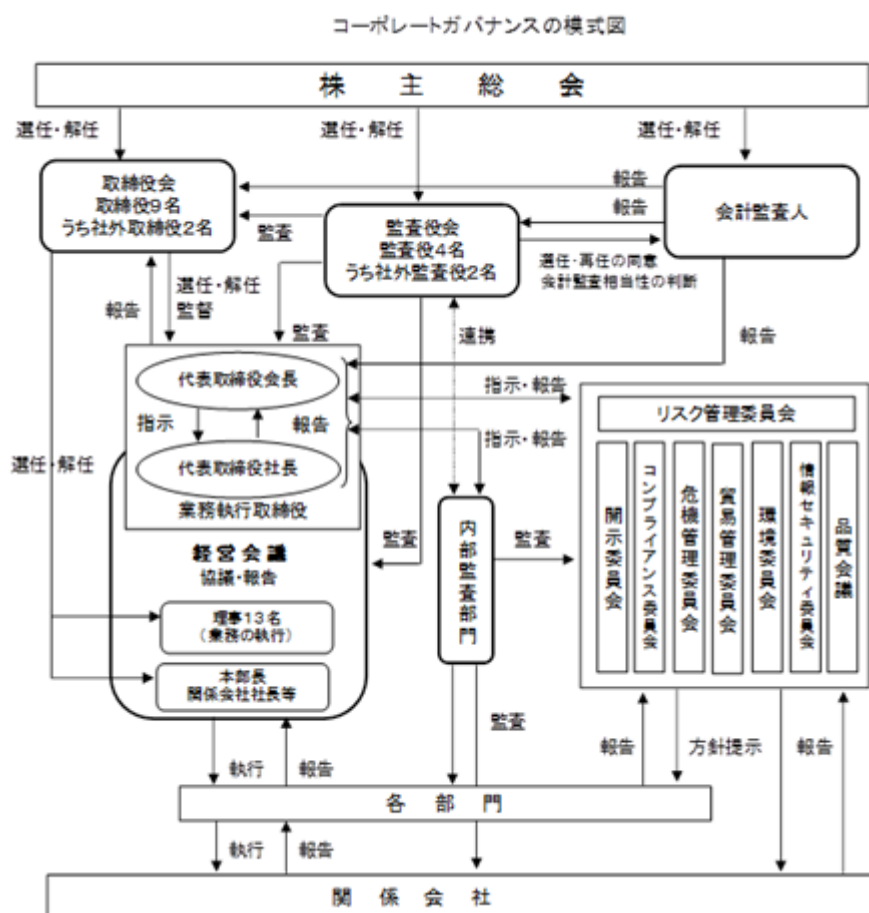 コーポレートガバナンスの模式図
株主総会
選任・解任
選任・解任
選任・解任
取締役会
取締役9名
うち社外取締役2名
報告
報告
会計監査人
監査
監査役会
監査役4名
うち社外監査役2名
選任・再任の同意
会計監査相当性の判断
報告
選任・解任
監督
監査
連携
報告
代表取締役会長
指示・報告
指示
報告
指示・報告
代表取締役社長
業務執行取締役
選任・解任
リスク管理委員会
開示委員会
コンプライアンス委員会
危機管理委員会
貿易管理委員会
環境委員会
情報セキュリティ委員会
品質会議
経営会議
協議・報告
監査
内部監査部門
監査
理事13名
(業務の執行)
本部長
関係会社社長等
監査
報告
方針提示
報告
執行
報告
各部門
執行
報告
関係会社